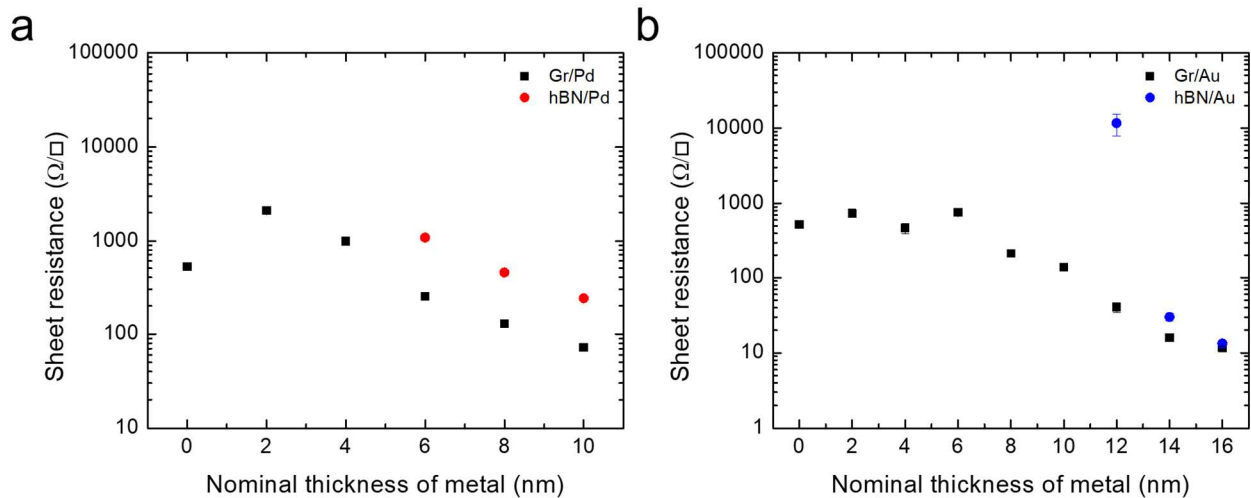 a
100000
10000
1000
100
10
Sheet resistance (Ω/□)
Gr/Pd
hBN/Pd
0 2 4 6 8 10
Nominal thickness of metal (nm)
b
100000
10000
1000
100
10
1
Sheet resistance (Ω/□)
Gr/Au
hBN/Au
0 2 4 6 8 10 12 14 16
Nominal thickness of metal (nm)